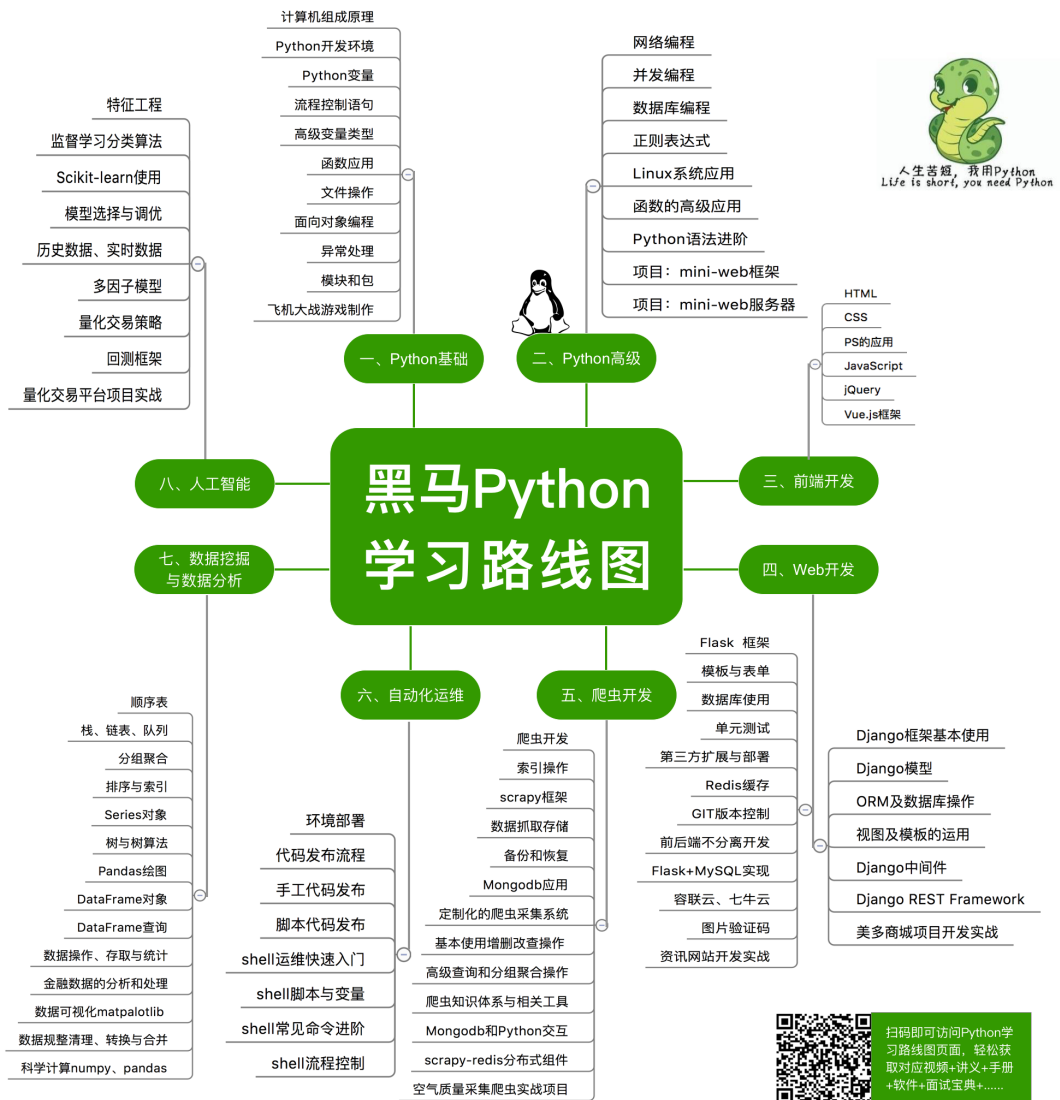 黑马Python
学习路线图
人生苦短，我用Python
Life is short, you need Python
一、Python基础
计算机组成原理
Python开发环境
Python变量
流程控制语句
高级变量类型
函数应用
文件操作
面向对象编程
异常处理
模块和包
飞机大战游戏制作
二、Python高级
网络编程
并发编程
数据库编程
正则表达式
Linux系统应用
函数的高级应用
Python语法进阶
项目：mini-web框架
项目：mini-web服务器
三、前端开发
HTML
CSS
PS的应用
JavaScript
jQuery
Vue.js框架
四、Web开发
Flask 框架
模板与表单
数据库使用
单元测试
第三方扩展与部署
Redis缓存
GIT版本控制
前后端不分离开发
Flask+MySQL实现
容联云、七牛云
图片验证码
资讯网站开发实战
Django框架基本使用
Django模型
ORM及数据库操作
视图及模板的运用
Django中间件
Django REST Framework
美多商城项目开发实战
五、爬虫开发
爬虫开发
索引操作
scrapy框架
数据抓取存储
备份和恢复
Mongodb应用
定制化的爬虫采集系统
基本使用增删改查操作
高级查询和分组聚合操作
爬虫知识体系与相关工具
Mongodb和Python交互
scrapy-redis分布式组件
空气质量采集爬虫实战项目
六、自动化运维
环境部署
代码发布流程
手工代码发布
脚本代码发布
shell运维快速入门
shell脚本与变量
shell常见命令进阶
shell流程控制
七、数据挖掘
与数据分析
顺序表
栈、链表、队列
分组聚合
排序与索引
Series对象
树与树算法
Pandas绘图
DataFrame对象
DataFrame查询
数据操作、存取与统计
金融数据的分析和处理
数据可视化matpalotlib
数据规整清理、转换与合并
科学计算numpy、pandas
八、人工智能
特征工程
监督学习分类算法
Scikit-learn使用
模型选择与调优
历史数据、实时数据
多因子模型
量化交易策略
回测框架
量化交易平台项目实战
扫码即可访问Python学
习路线图页面，轻松获
取对应视频+讲义+手册
+软件+面试宝典+......